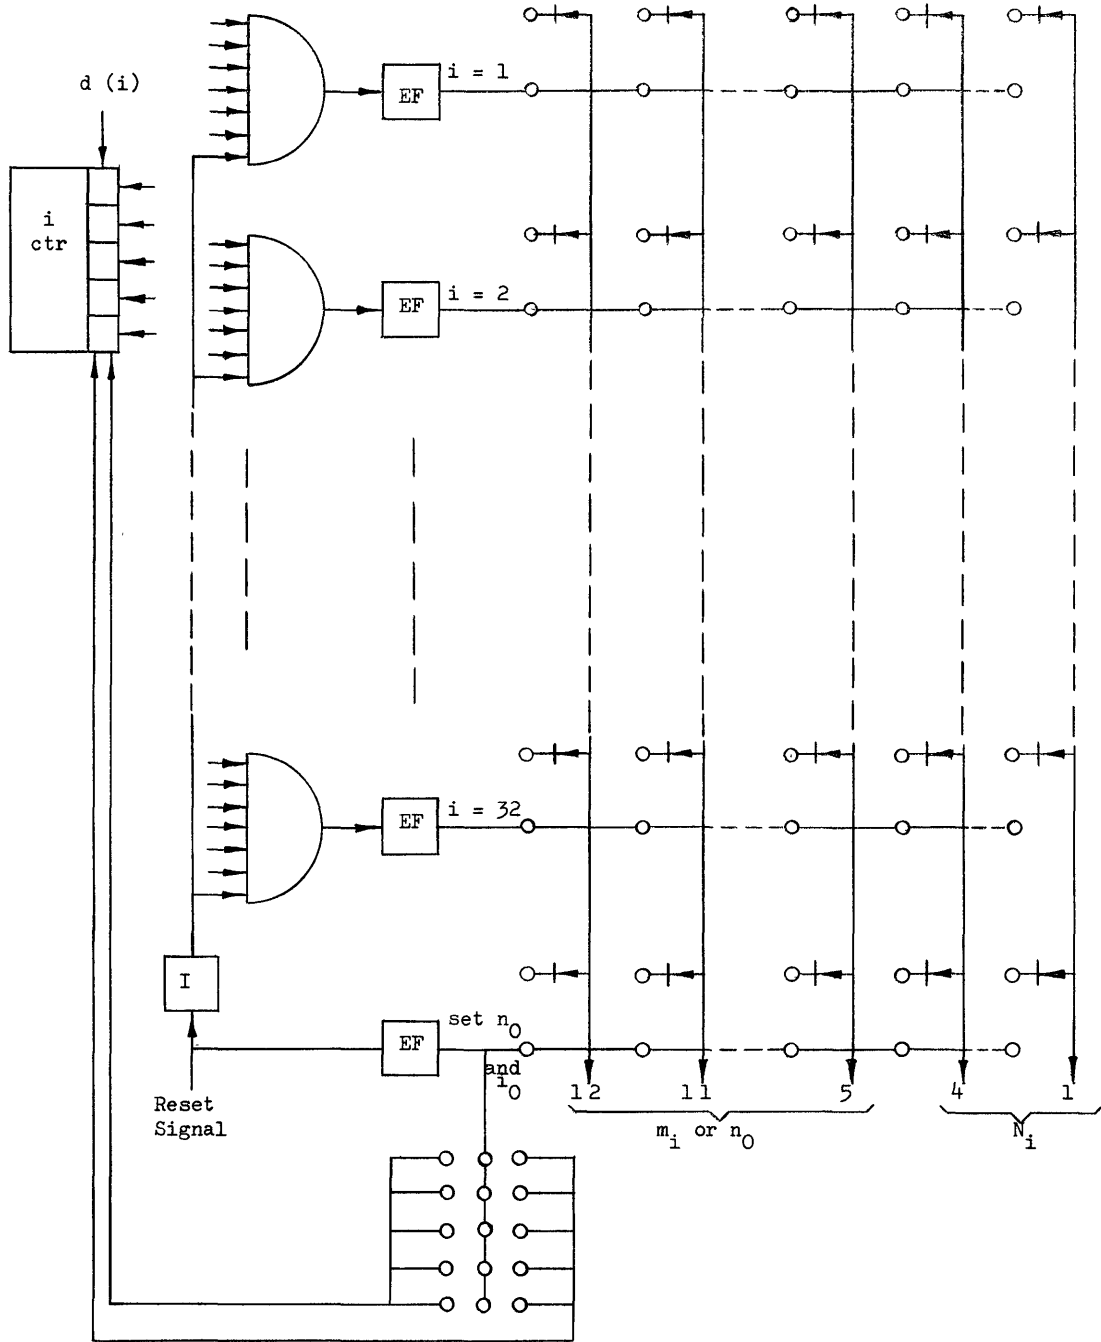 i = 1
d (i)
EF
i
ctr
i = 2
EF
i = 32
EF
I
set n0
EF
and
i0
12 11 5 4 1
Reset
Signal
mi or n0
Ni